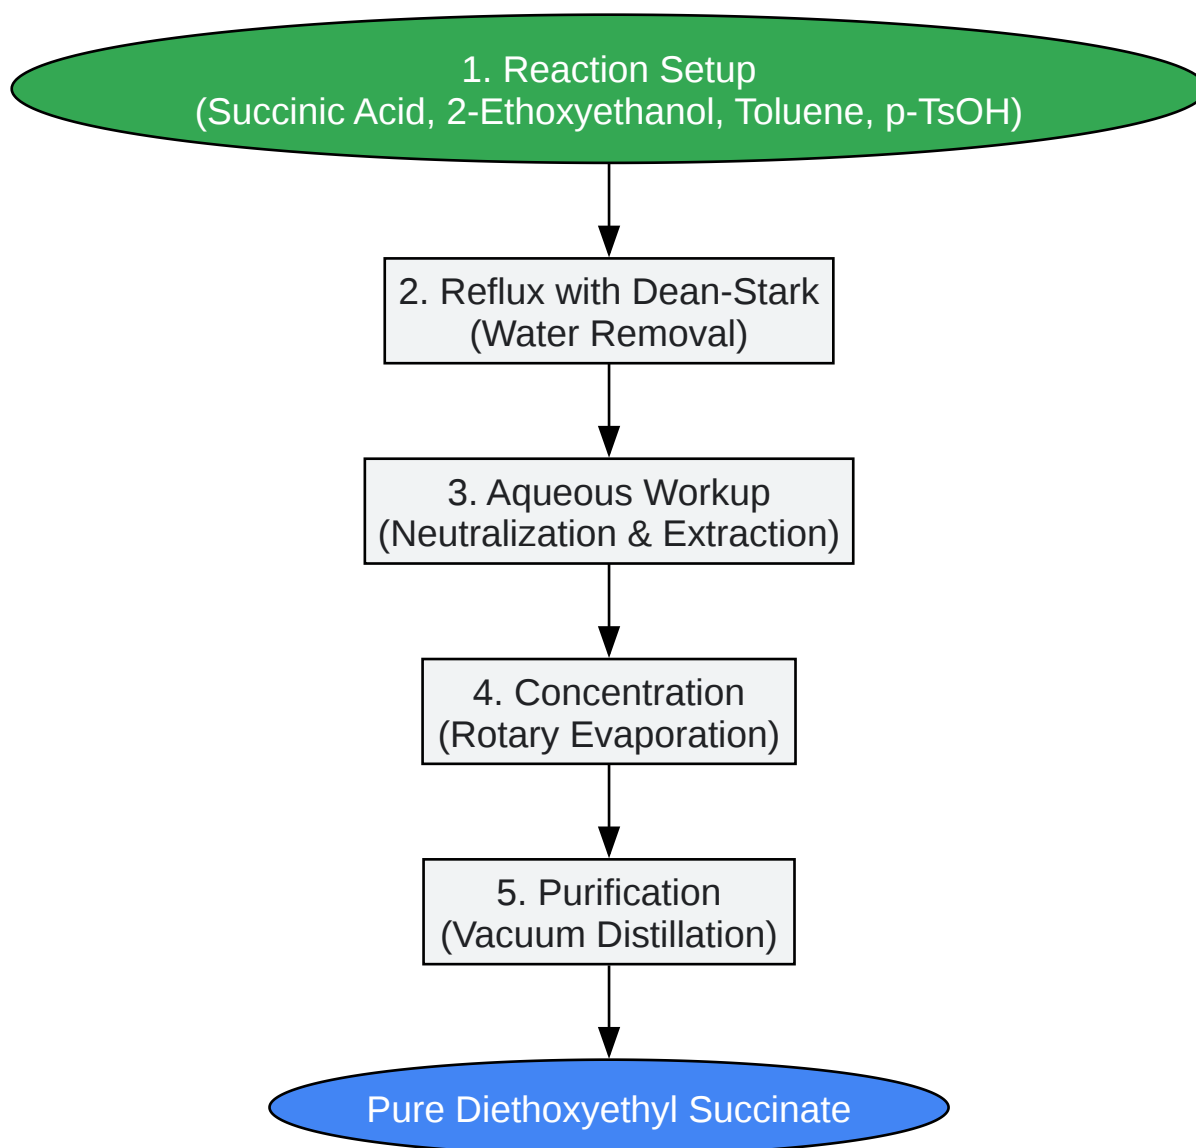 1. Reaction Setup
(Succinic Acid, 2-Ethoxyethanol, Toluene, p-TsOH)
2. Reflux with Dean-Stark
(Water Removal)
3. Aqueous Workup
(Neutralization & Extraction)
4. Concentration
(Rotary Evaporation)
5. Purification
(Vacuum Distillation)
Pure Diethoxyethyl Succinate